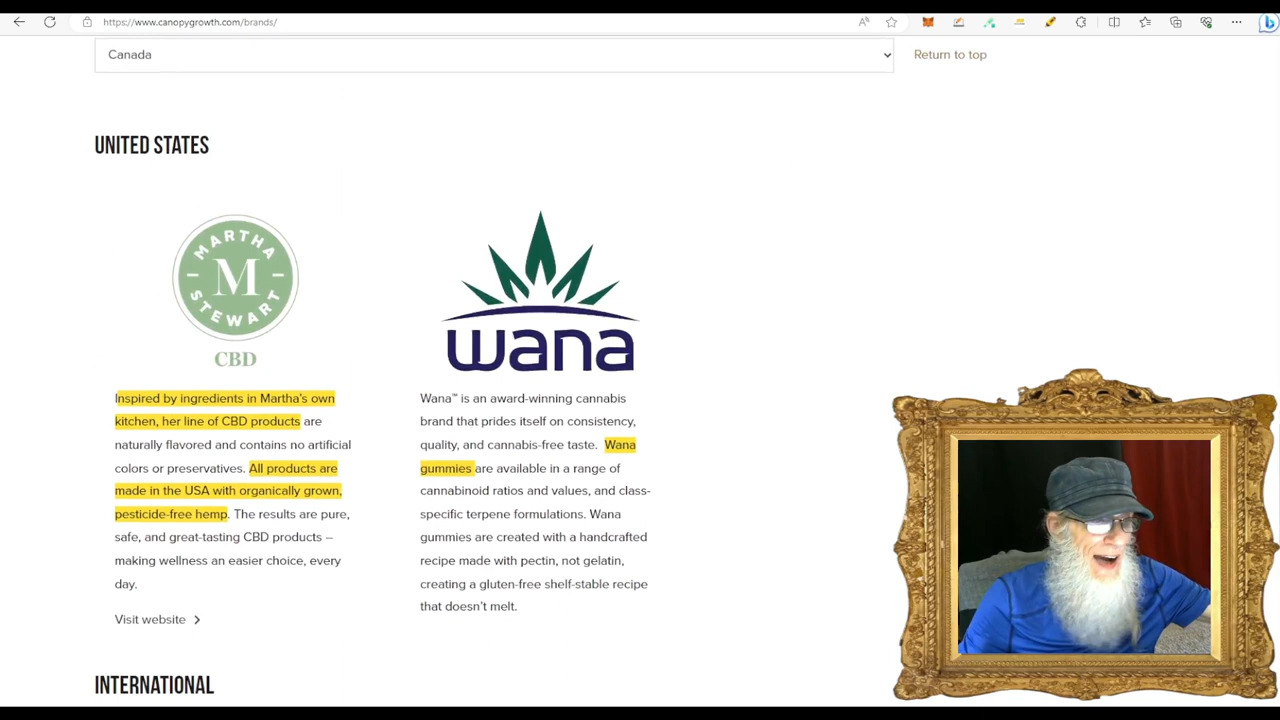 https://www.canopygrowth.com/brands/
Canada
Return to top
UNITED STATES
MARTHA
M
STEWART
CBD
wana
Inspired by ingredients in Martha's own
kitchen, her line of CBD products are
naturally flavored and contains no artificial
colors or preservatives. All products are
made in the USA with organically grown,
pesticide-free hemp. The results are pure,
safe, and great-tasting CBD products –
making wellness an easier choice, every
day.
Visit website
Wana™ is an award-winning cannabis
brand that prides itself on consistency,
quality, and cannabis-free taste. Wana
gummies are available in a range of
cannabinoid ratios and values, and class-
specific terpene formulations. Wana
gummies are created with a handcrafted
recipe made with pectin, not gelatin,
creating a gluten-free shelf-stable recipe
that doesn't melt.
INTERNATIONAL